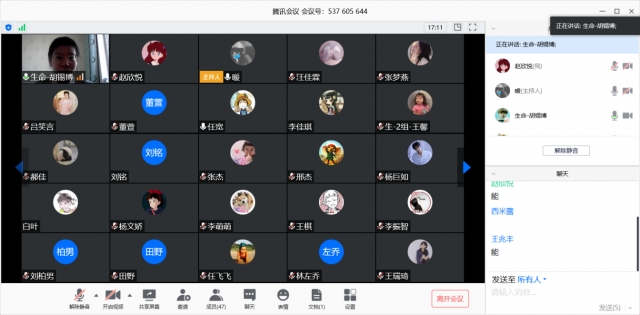 腾讯会议 会议号：537 605 644
17:11
正在讲话: 生命-胡锦博;
生命-胡锦博
赵欣悦
主持人 暖
汪佳霖
张梦燕
吕笑言
董萱
董萱
任宽
李佳琪
生-2组-王馨
郝佳
刘铭
刘铭
张杰
邢杰
杨巨如
白叶
杨文娇
李萌萌
王棋
李振智
柏男
刘柏男
田野
田野
任飞飞
左乔
林左乔
王瑞琦
解除静音
开启视频
共享屏幕
邀请
成员(47)
聊天
表情
文档(1)
设置
离开会议
正在讲话: 生命-胡锦博;
赵欣悦(我)
暖(主持人)
生命-胡锦博
解除静音
聊天
赵欣悦
能
西米露
王兆丰
能
发送至 所有人
请输入消息...
发送(S)